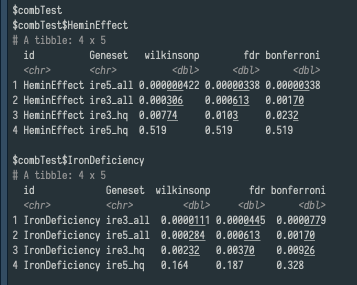 $combTest
$combTest$HeminEffect
# A tibble: 4 x 5
id Geneset wilkinsonp fdr bonferroni
<chr> <chr> <dbl> <dbl> <dbl>
1 HeminEffect ire5_all 0.000000422 0.00000338 0.00000338
2 HeminEffect ire3_all 0.000306 0.000613 0.00170
3 HeminEffect ire3_hq 0.00774 0.0103 0.0232
4 HeminEffect ire5_hq 0.519 0.519 0.519
$combTest$IronDeficiency
# A tibble: 4 x 5
id Geneset wilkinsonp fdr bonferroni
<chr> <chr> <dbl> <dbl> <dbl>
1 IronDeficiency ire3_all 0.0000111 0.0000445 0.0000779
2 IronDeficiency ire5_all 0.000284 0.000613 0.00170
3 IronDeficiency ire3_hq 0.00232 0.00370 0.00926
4 IronDeficiency ire5_hq 0.164 0.187 0.328